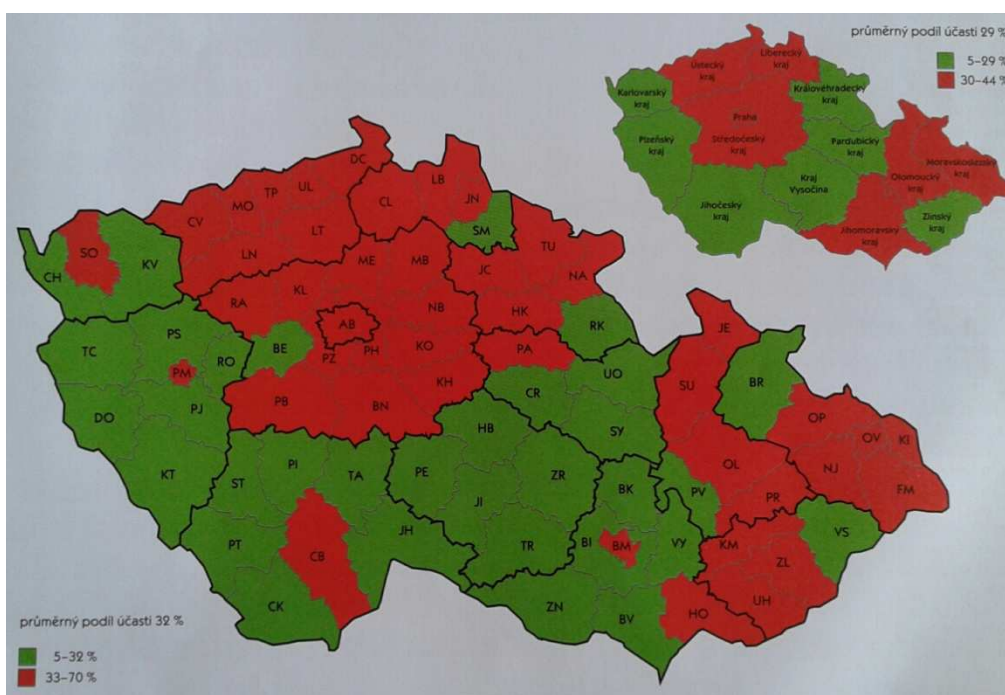 průměrný podíl účasti 29 %
5–29 %
30–44 %
Ústecký
kraj
Liberecký
kraj
Karlovarský
kraj
Královéhradecký
kraj
Praha
Středočeský
kraj
Plzeňský
kraj
Pardubický
kraj
Kraj
Vysočina
Olomoucký
kraj
Moravskoslezský
kraj
Jihočeský
kraj
Jihomoravský
kraj
Zlínský
kraj
DC
UL
TP
MO
CV
LT
LN
CL
LB
JN
SM
SO
CH
KV
ME
MB
KL
RA
NB
AB
BE
PZ
PH
KO
KH
PB
BN
TU
JC
NA
HK
RK
PA
CR
UO
SY
TC
PS
RO
PM
PJ
DO
KT
ST
PI
TA
PT
CB
JH
CK
HB
PE
JI
ZR
TR
JE
SU
BR
OP
OV
KI
NJ
FM
OL
PR
PV
BK
BI
BM
VY
ZN
BV
HO
KM
ZL
UH
VS
průměrný podíl účasti 32 %
5–32 %
33–70 %